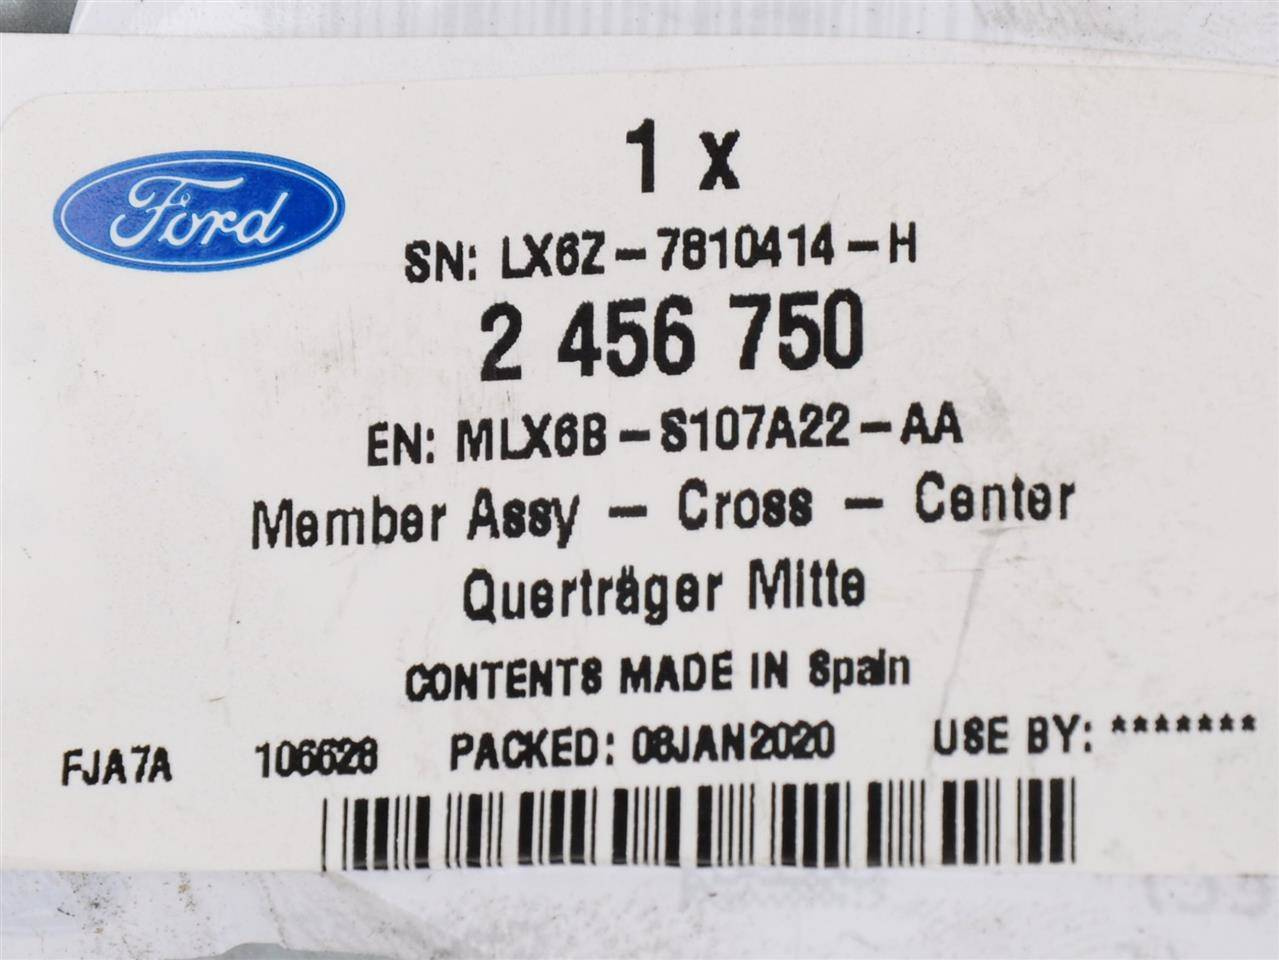 Ford
1 x
SN: LX6Z-7810414-H
2 456 750
EN: MLX6B-S107A22-AA
Member Assy - Cross - Center
Querträger Mitte
CONTENTS MADE IN Spain
FJA7A 106628 PACKED: 08JAN2020 USE BY: *******